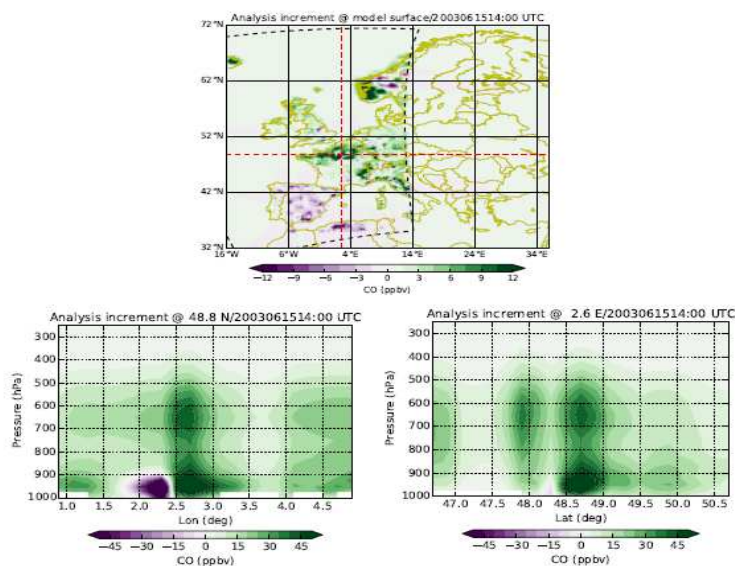 Analysis increment @ model surface/2003061514:00 UTC
72°N
62°N
52°N
42°N
32°N
16°W 6°W 4°E 14°E 24°E 34°E
−12 −9 −6 −3 0 3 6 9 12
CO (ppbv)
Analysis increment @ 48.8 N/2003061514:00 UTC
Pressure (hPa)
300
400
500
600
700
800
900
1000
1.0 1.5 2.0 2.5 3.0 3.5 4.0 4.5
Lon (deg)
−45 −30 −15 0 15 30 45
CO (ppbv)
Analysis increment @ 2.6 E/2003061514:00 UTC
Pressure (hPa)
300
400
500
600
700
800
900
1000
47.0 47.5 48.0 48.5 49.0 49.5 50.0 50.5
Lat (deg)
−45 −30 −15 0 15 30 45
CO (ppbv)